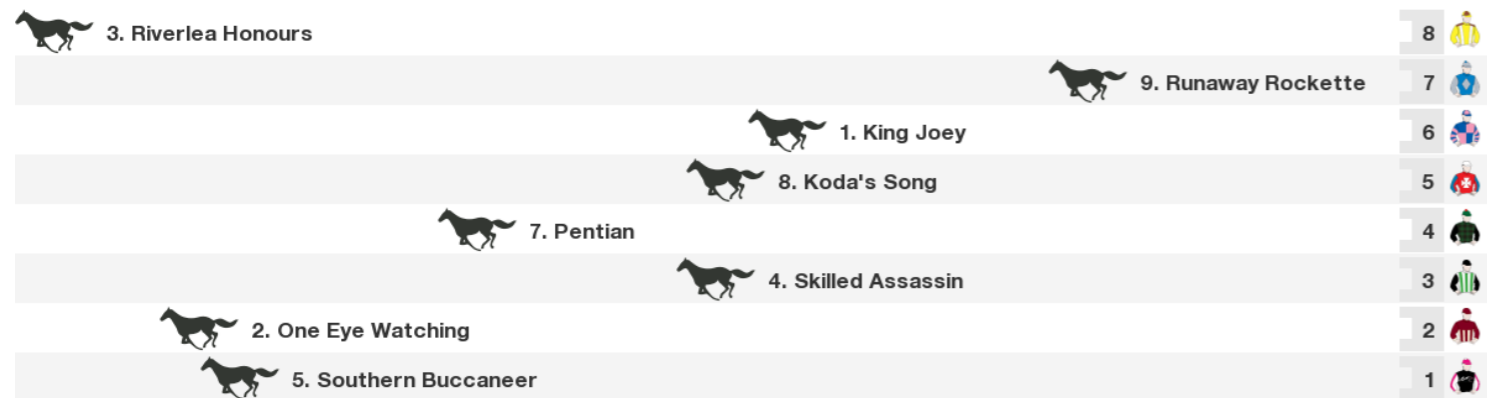 3. Riverlea Honours 8
9. Runaway Rockette 7
1. King Joey 6
8. Koda's Song 5
7. Pentian 4
4. Skilled Assassin 3
2. One Eye Watching 2
5. Southern Buccaneer 1